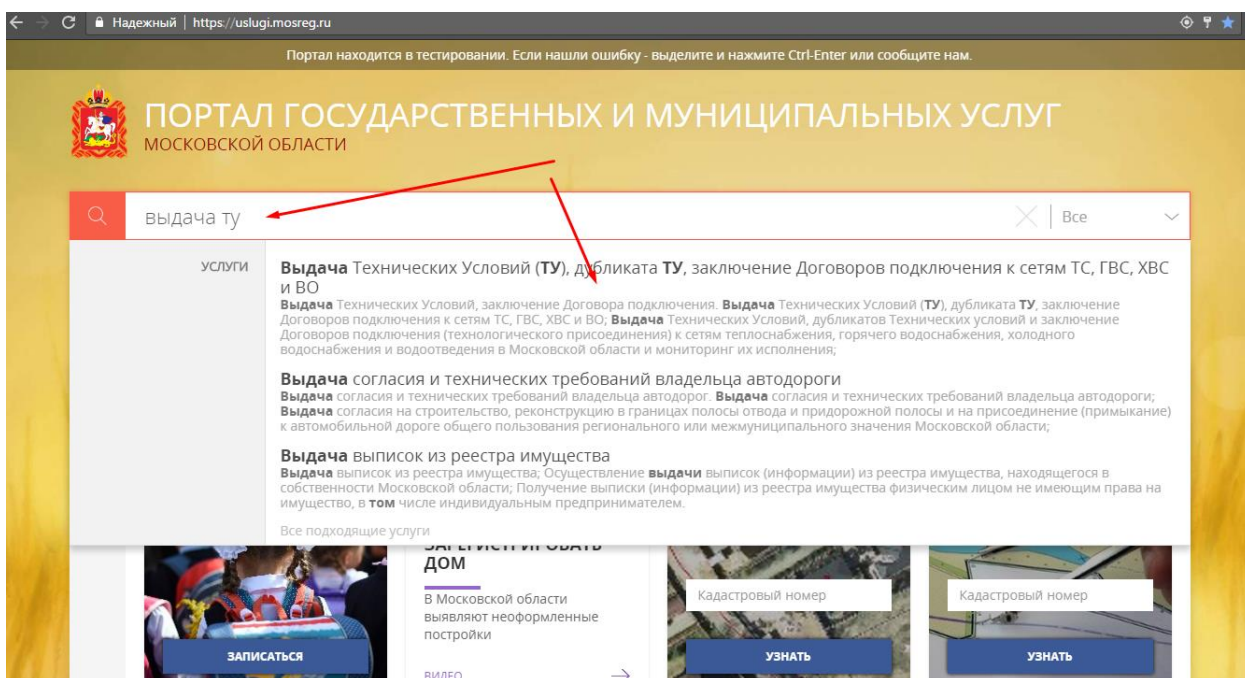 Надежный | https://uslugi.mosreg.ru
Портал находится в тестировании. Если нашли ошибку - выделите и нажмите Ctrl-Enter или сообщите нам.
ПОРТАЛ ГОСУДАРСТВЕННЫХ И МУНИЦИПАЛЬНЫХ УСЛУГ
МОСКОВСКОЙ ОБЛАСТИ
выдача ту
Все
УСЛУГИ
Выдача Технических Условий (ТУ), дубликата ТУ, заключение Договоров подключения к сетям ТС, ГВС, ХВС
и ВО
Выдача Технических Условий, заключение Договора подключения. Выдача Технических Условий (ТУ), дубликата ТУ, заключение
Договоров подключения к сетям ТС, ГВС, ХВС и ВО; Выдача Технических Условий, дубликатов Технических условий и заключение
Договоров подключения (технологического присоединения) к сетям теплоснабжения, горячего водоснабжения, холодного
водоснабжения и водоотведения в Московской области и мониторинг их исполнения;
Выдача согласия и технических требований владельца автодороги
Выдача согласия и технических требований владельца автодорог. Выдача согласия и технических требований владельца автодороги;
Выдача согласия на строительство, реконструкцию в границах полосы отвода и придорожной полосы и на присоединение (примыкание)
к автомобильной дороге общего пользования регионального или межмуниципального значения Московской области;
Выдача выписок из реестра имущества
Выдача выписок из реестра имущества; Осуществление выдачи выписок (информации) из реестра имущества, находящегося в
собственности Московской области; Получение выписки (информации) из реестра имущества физическим лицом не имеющим права на
имущество, в том числе индивидуальным предпринимателем.
Все подходящие услуги
ЗАРЕГИСТРИРОВАТЬ
ДОМ
В Московской области
выявляют неоформленные
постройки
ВИДЕО
ЗАПИСАТЬСЯ
Кадастровый номер
УЗНАТЬ
Кадастровый номер
УЗНАТЬ